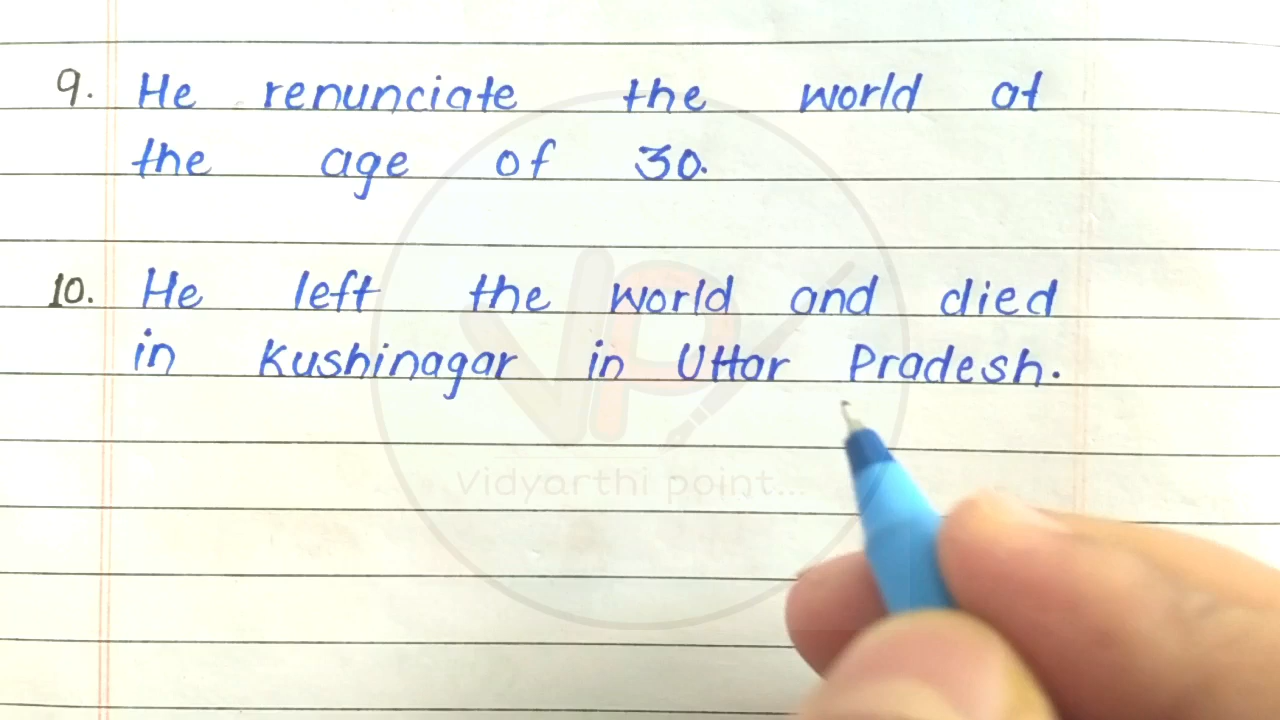 9. He renunciate the world at
the age of 30.
10. He left the world and died
in Kushinagar in Uttar Pradesh.
VP
Vidyarthi point...